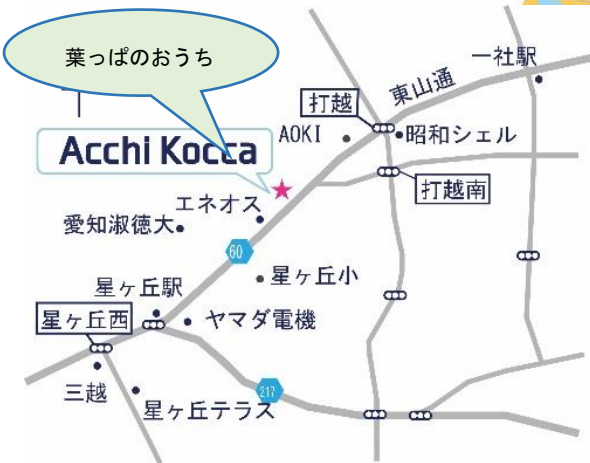 葉っぱのおうち
一社駅
東山通
打越
AOKI
昭和シェル
Acchi Kocca
打越南
エネオス
愛知淑徳大
60
星ヶ丘小
星ヶ丘駅
星ヶ丘西
ヤマダ電機
三越
星ヶ丘テラス
217